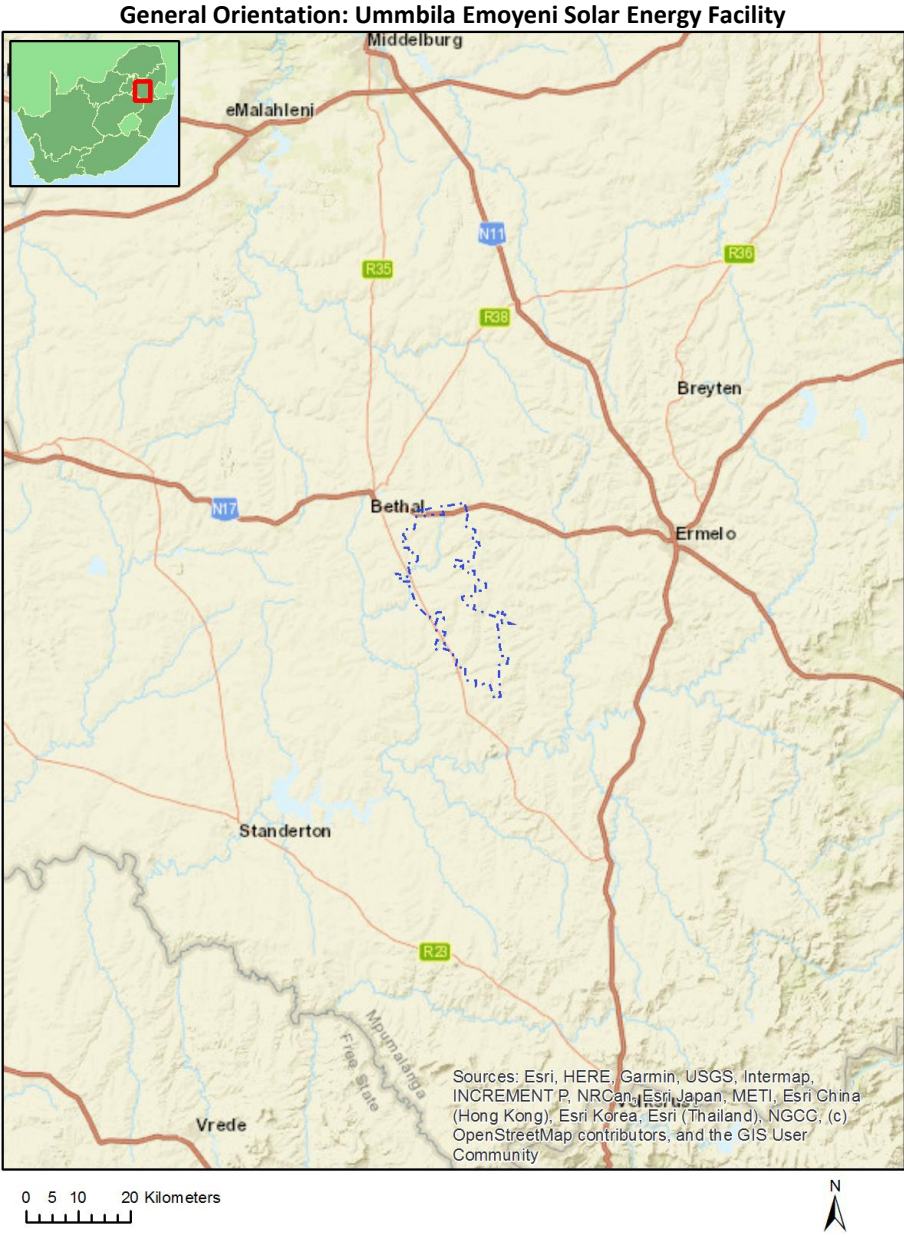 General Orientation: Ummbila Emoyeni Solar Energy Facility
Middelburg
eMalahleni
N11
R36
R35
R38
Breyten
N17
Bethal
Ermelo
Standerton
R23
Mpumalanga
Free State
Vrede
Sources: Esri, HERE, Garmin, USGS, Intermap,
INCREMENT P, NRCan, Esri Japan, METI, Esri China
(Hong Kong), Esri Korea, Esri (Thailand), NGCC, (c)
OpenStreetMap contributors, and the GIS User
Community
0 5 10 20 Kilometers
N